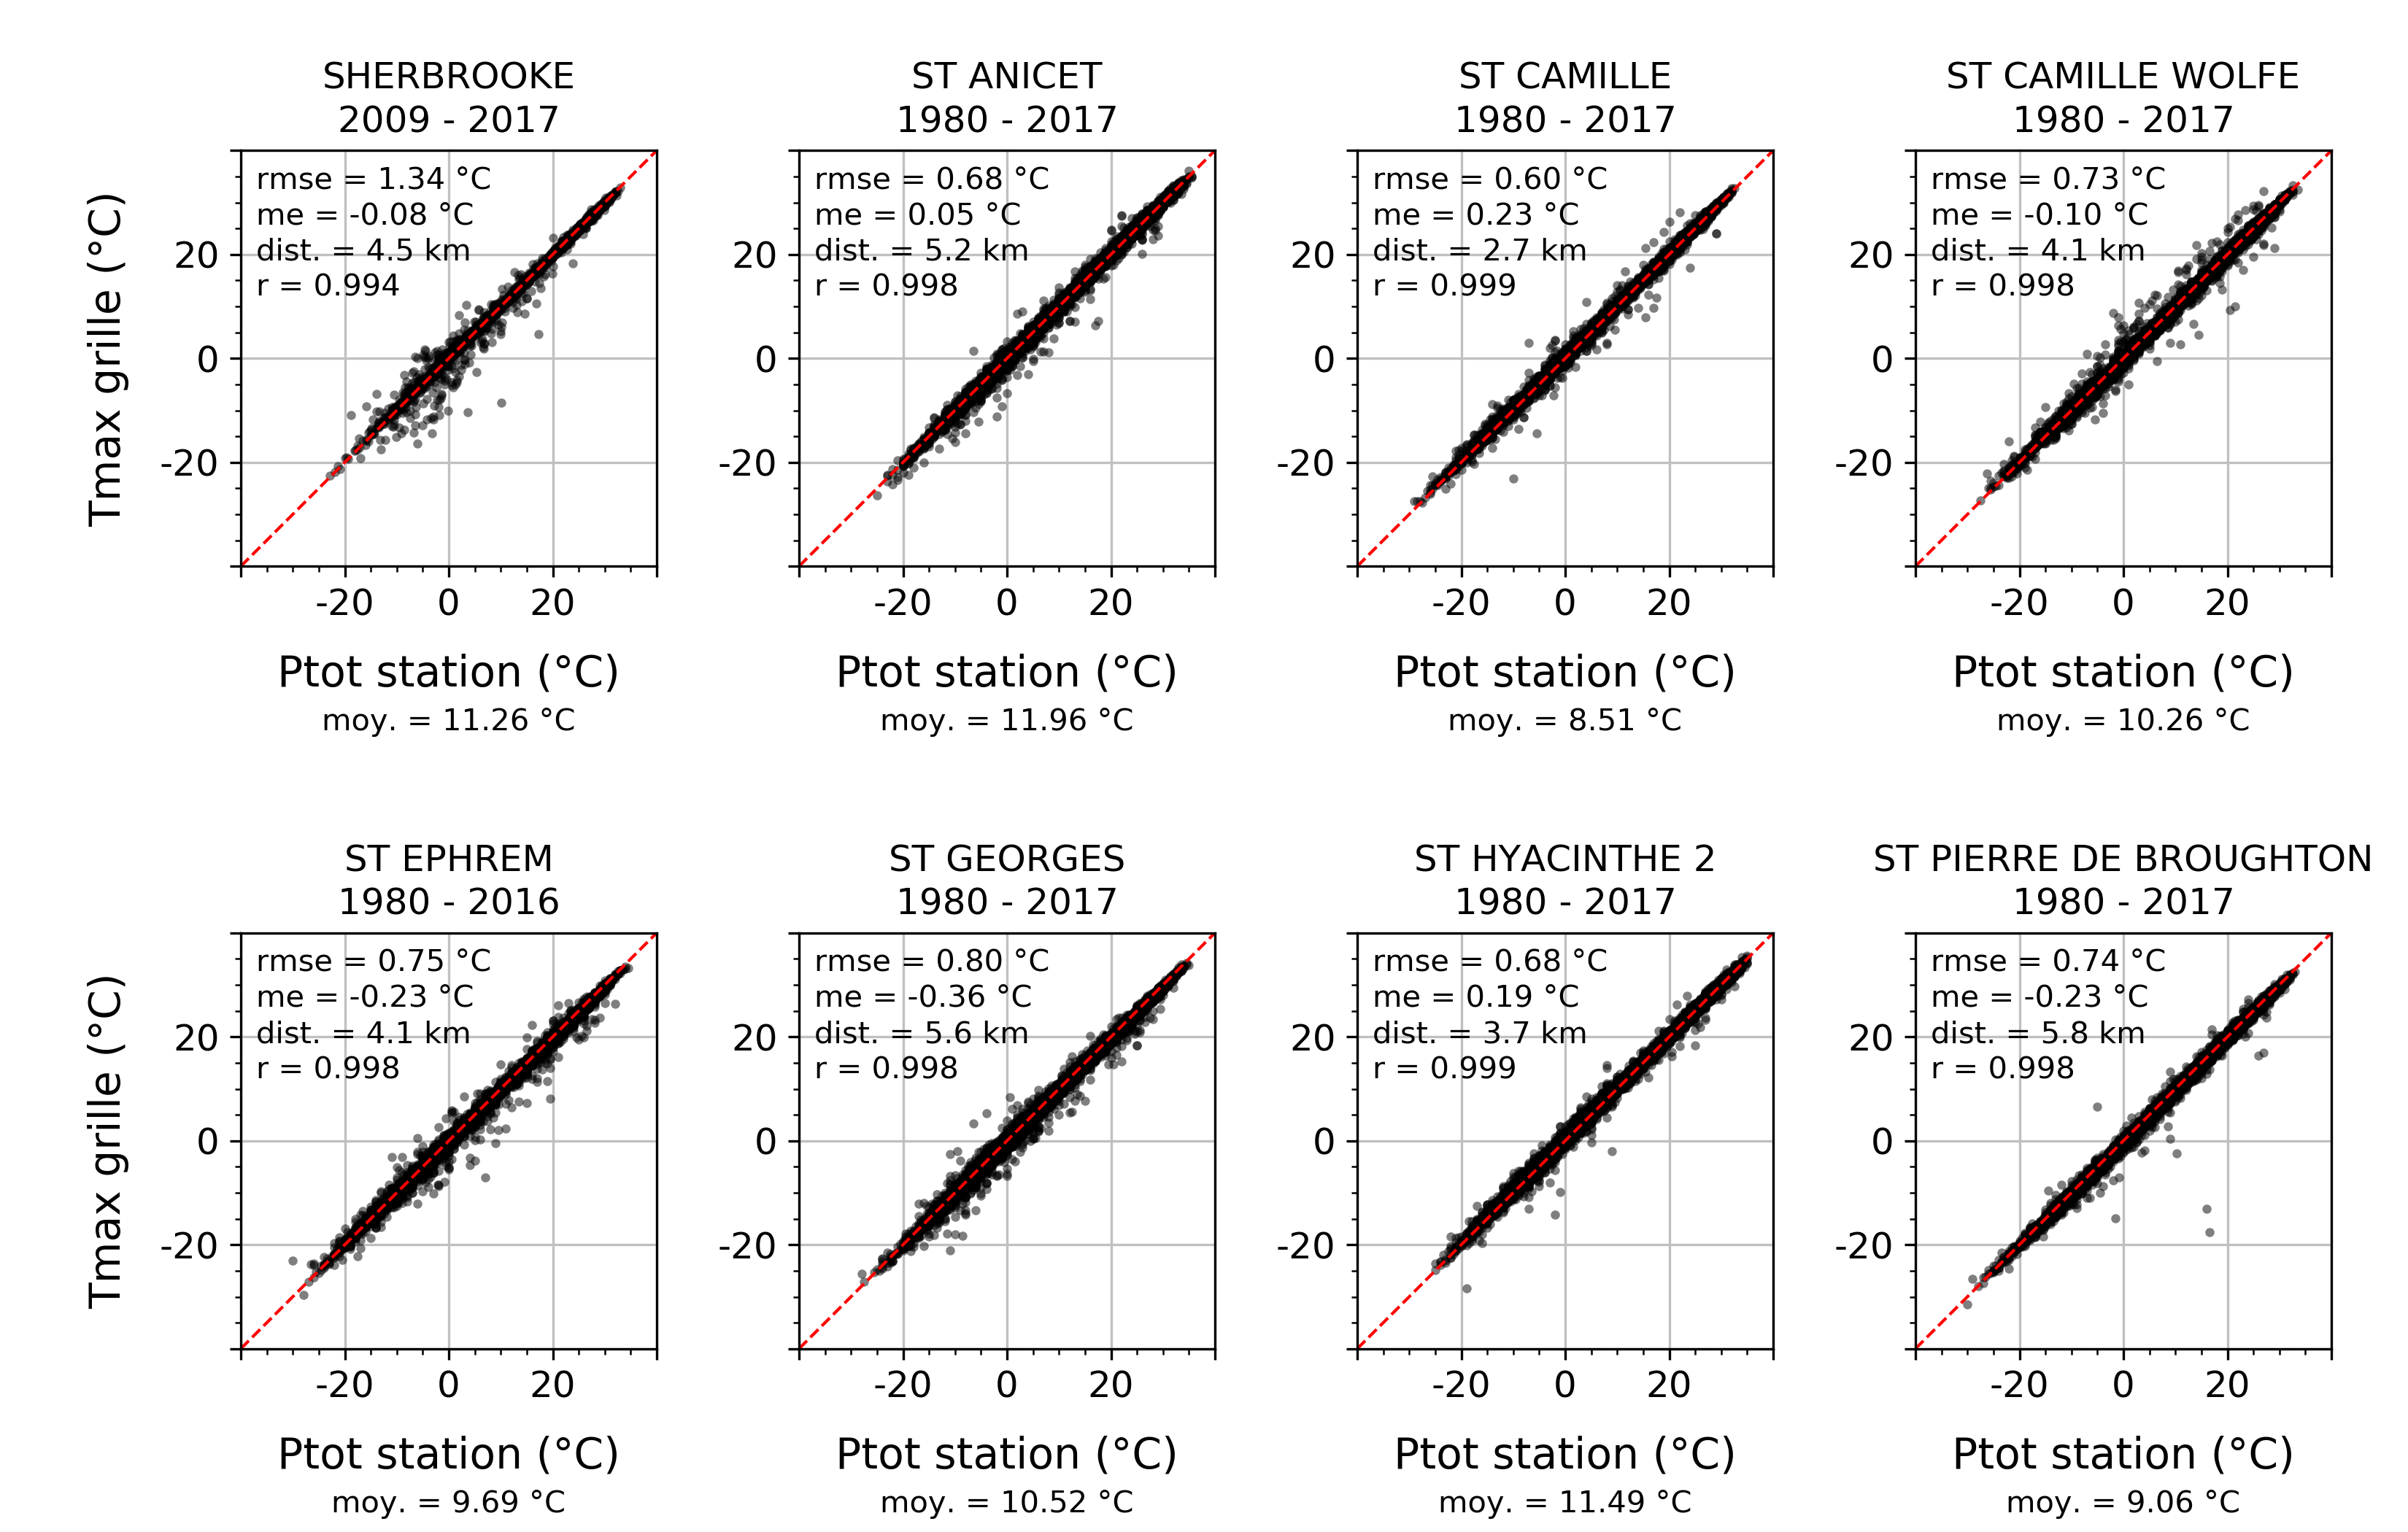 SHERBROOKE
2009 - 2017
rmse = 1.34 °C
me = -0.08 °C
dist. = 4.5 km
r = 0.994
Tmax grille (°C)
20
0
-20
-20 0 20
Ptot station (°C)
moy. = 11.26 °C
ST ANICET
1980 - 2017
rmse = 0.68 °C
me = 0.05 °C
dist. = 5.2 km
r = 0.998
20
0
-20
-20 0 20
Ptot station (°C)
moy. = 11.96 °C
ST CAMILLE
1980 - 2017
rmse = 0.60 °C
me = 0.23 °C
dist. = 2.7 km
r = 0.999
20
0
-20
-20 0 20
Ptot station (°C)
moy. = 8.51 °C
ST CAMILLE WOLFE
1980 - 2017
rmse = 0.73 °C
me = -0.10 °C
dist. = 4.1 km
r = 0.998
20
0
-20
-20 0 20
Ptot station (°C)
moy. = 10.26 °C
ST EPHREM
1980 - 2016
rmse = 0.75 °C
me = -0.23 °C
dist. = 4.1 km
r = 0.998
Tmax grille (°C)
20
0
-20
-20 0 20
Ptot station (°C)
moy. = 9.69 °C
ST GEORGES
1980 - 2017
rmse = 0.80 °C
me = -0.36 °C
dist. = 5.6 km
r = 0.998
20
0
-20
-20 0 20
Ptot station (°C)
moy. = 10.52 °C
ST HYACINTHE 2
1980 - 2017
rmse = 0.68 °C
me = 0.19 °C
dist. = 3.7 km
r = 0.999
20
0
-20
-20 0 20
Ptot station (°C)
moy. = 11.49 °C
ST PIERRE DE BROUGHTON
1980 - 2017
rmse = 0.74 °C
me = -0.23 °C
dist. = 5.8 km
r = 0.998
20
0
-20
-20 0 20
Ptot station (°C)
moy. = 9.06 °C